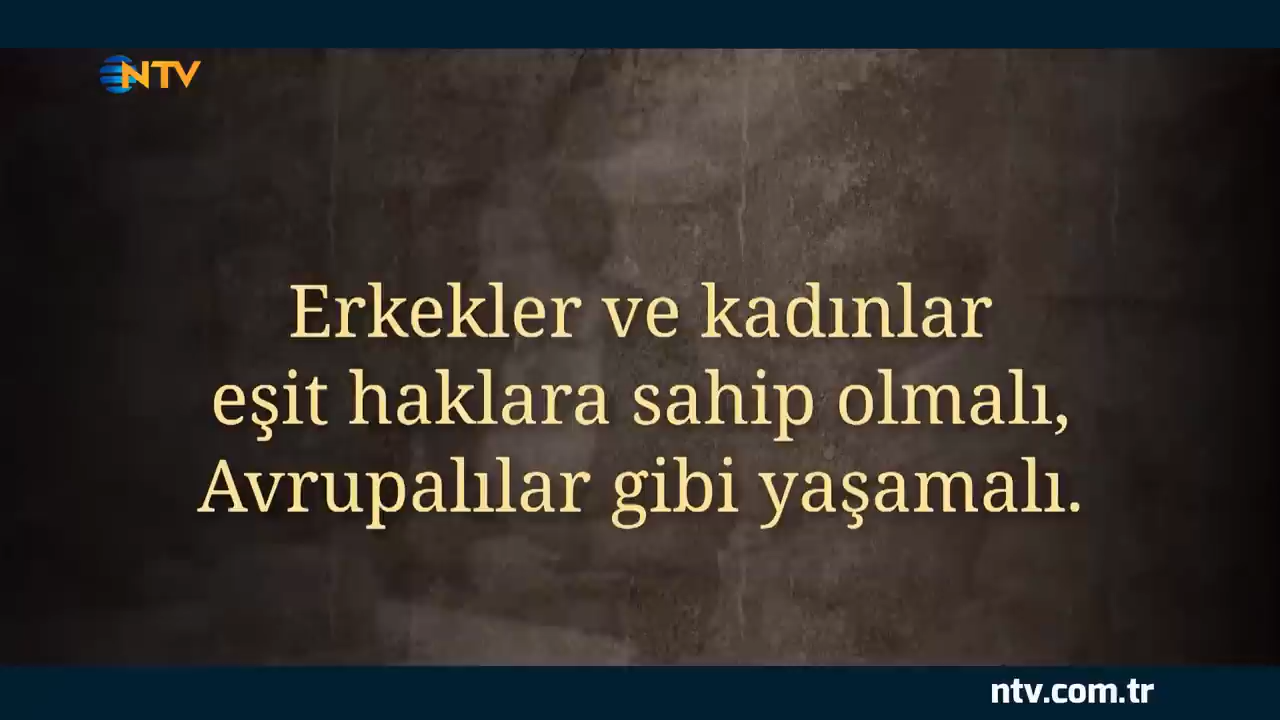 NTV
Erkekler ve kadınlar
eşit haklara sahip olmalı,
Avrupalılar gibi yaşamalı.
ntv.com.tr